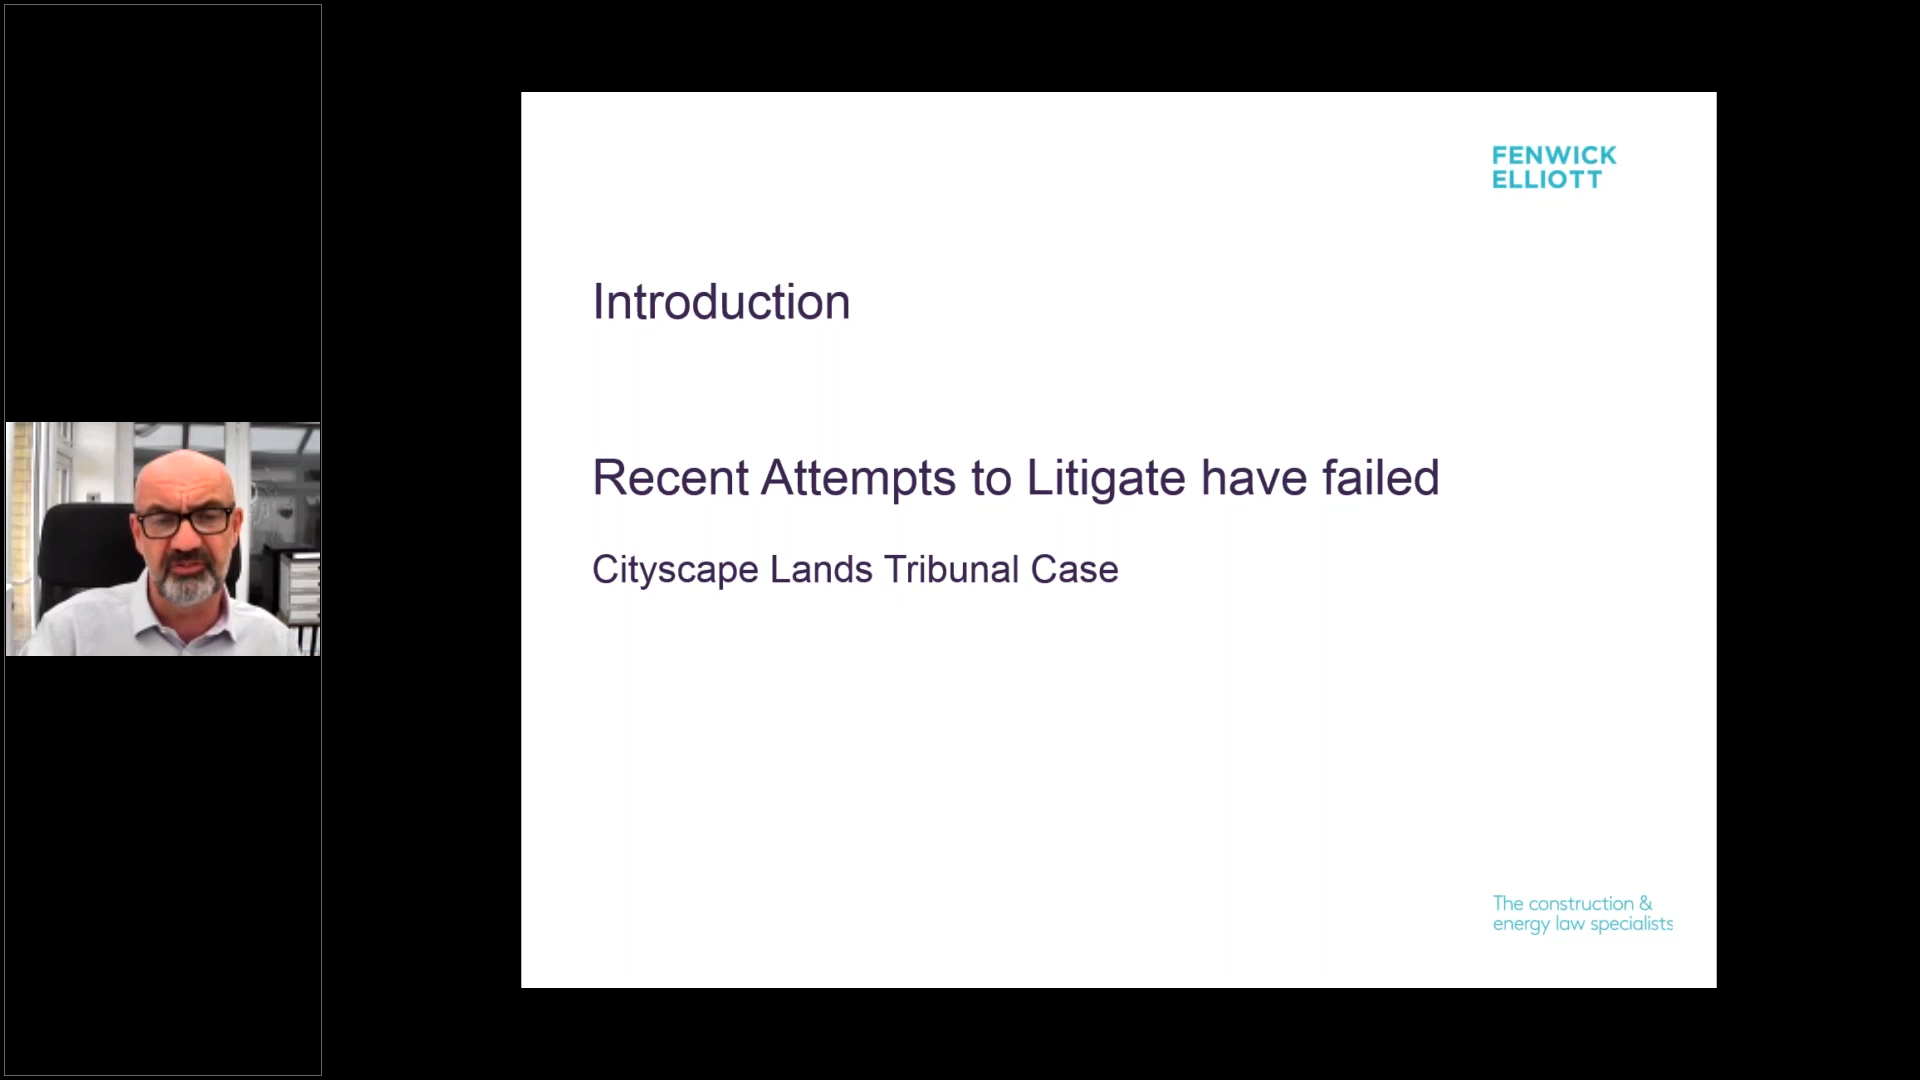 FENWICK
ELLIOTT
Introduction
Recent Attempts to Litigate have failed
Cityscape Lands Tribunal Case
The construction &
energy law specialists